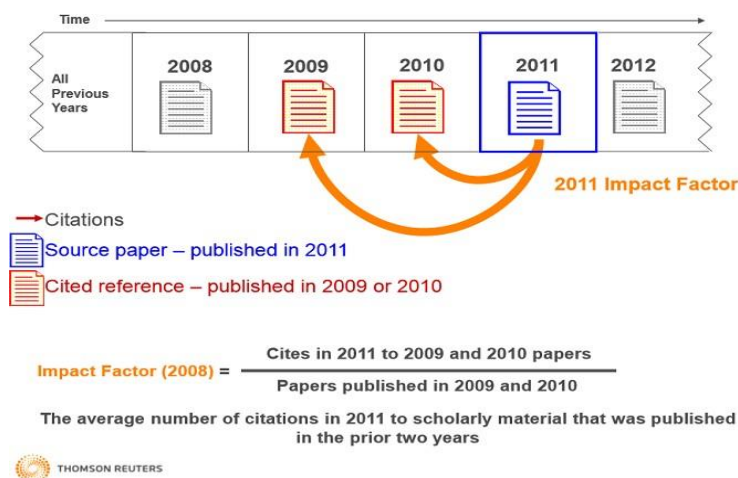 Time
All
Previous
Years
2008
2009
2010
2011
2012
2011 Impact Factor
Citations
Source paper – published in 2011
Cited reference – published in 2009 or 2010
Impact Factor (2008) =
Cites in 2011 to 2009 and 2010 papers
Papers published in 2009 and 2010
The average number of citations in 2011 to scholarly material that was published
in the prior two years
THOMSON REUTERS